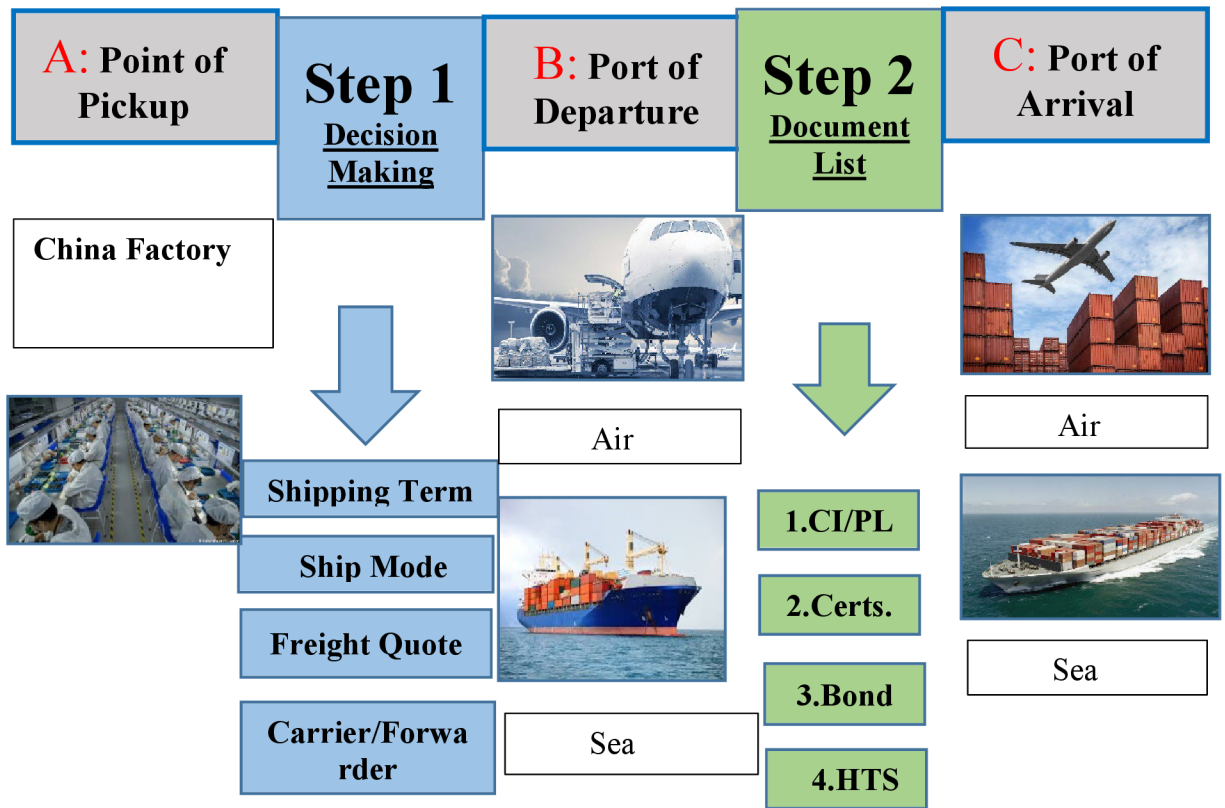 A: Point of
Pickup
Step 1
Decision
Making
B: Port of
Departure
Step 2
Document
List
C: Port of
Arrival
China Factory
Shipping Term
Ship Mode
Freight Quote
Carrier/Forwa
rder
Air
Sea
1.CI/PL
2.Certs.
3.Bond
4.HTS
Air
Sea